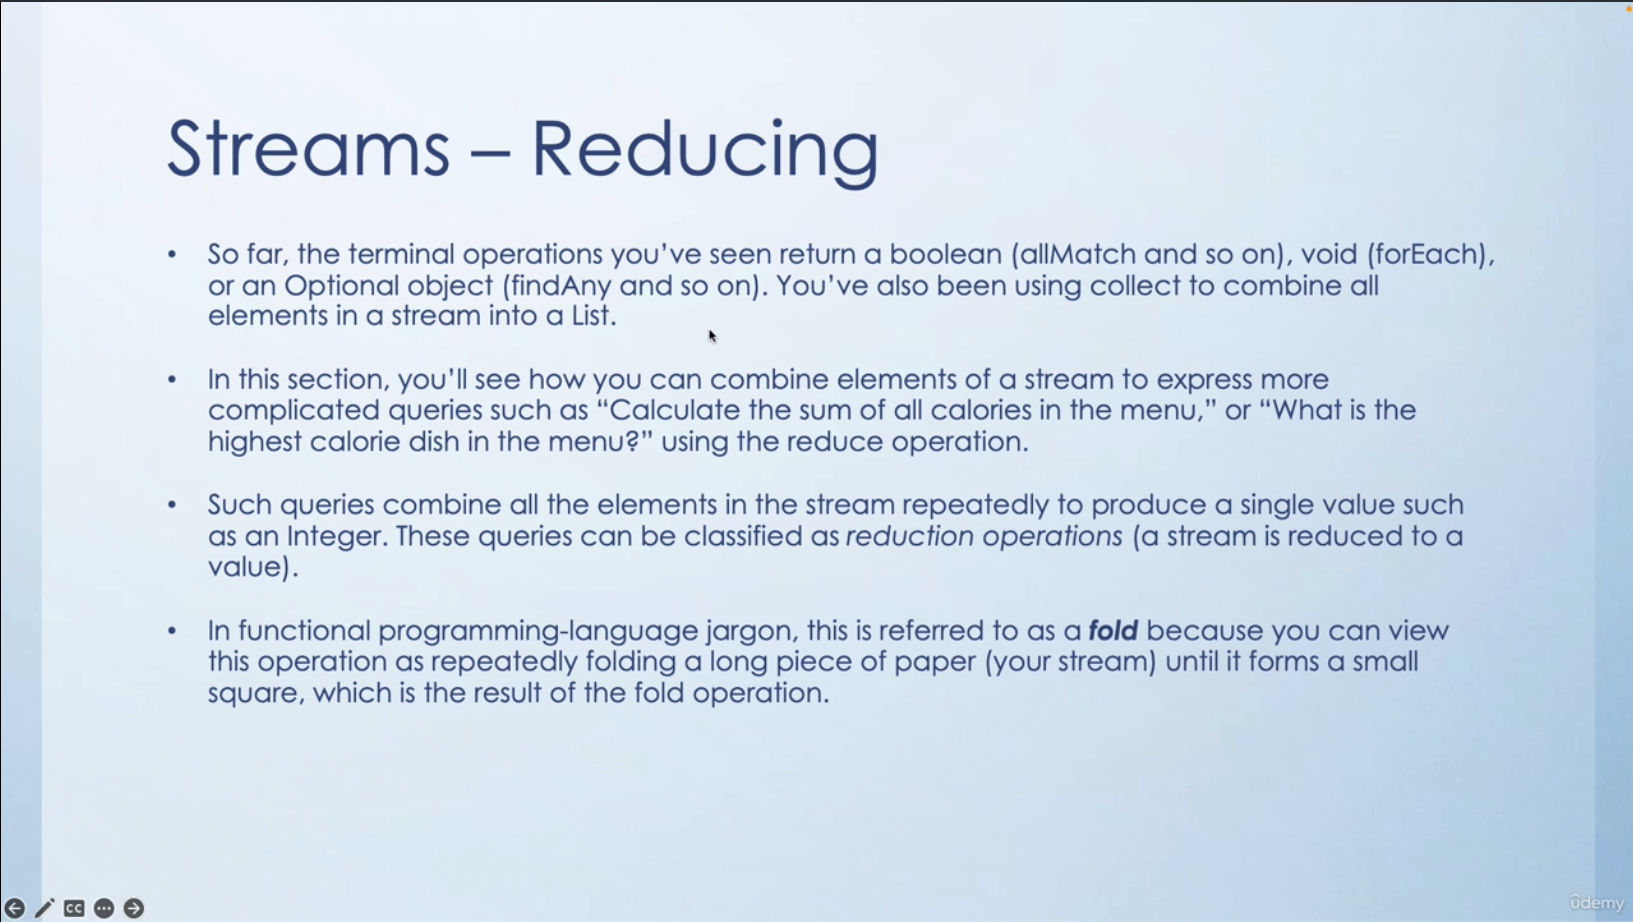 Streams – Reducing
• So far, the terminal operations you’ve seen return a boolean (allMatch and so on), void (forEach),
or an Optional object (findAny and so on). You’ve also been using collect to combine all
elements in a stream into a List.
• In this section, you’ll see how you can combine elements of a stream to express more
complicated queries such as “Calculate the sum of all calories in the menu,” or “What is the
highest calorie dish in the menu?” using the reduce operation.
• Such queries combine all the elements in the stream repeatedly to produce a single value such
as an Integer. These queries can be classified as reduction operations (a stream is reduced to a
value).
• In functional programming-language jargon, this is referred to as a fold because you can view
this operation as repeatedly folding a long piece of paper (your stream) until it forms a small
square, which is the result of the fold operation.
CC
ûdemy